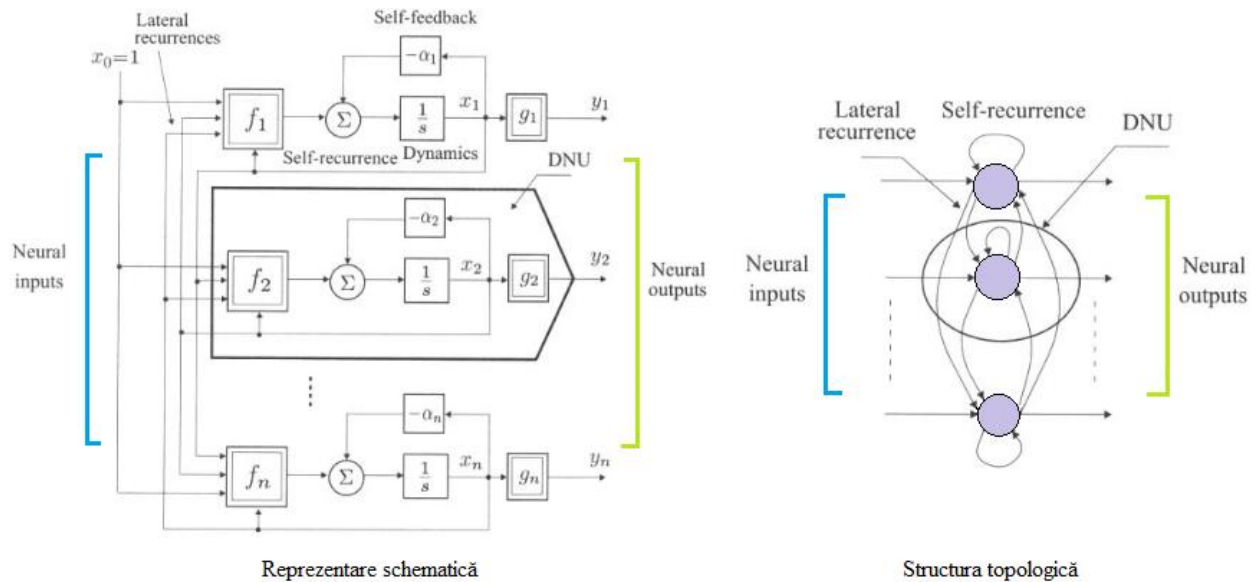 Self-feedback
Lateral
recurrences
x₀=1
−α₁
f₁
Σ
1/s
x₁
g₁
y₁
Self-recurrence
Dynamics
DNU
−α₂
Neural
inputs
f₂
Σ
1/s
x₂
g₂
y₂
Neural
outputs
−αₙ
fₙ
Σ
1/s
xₙ
gₙ
yₙ
Reprezentare schematică
Lateral
recurrence
Self-recurrence
DNU
Neural
inputs
Neural
outputs
Structura topologică